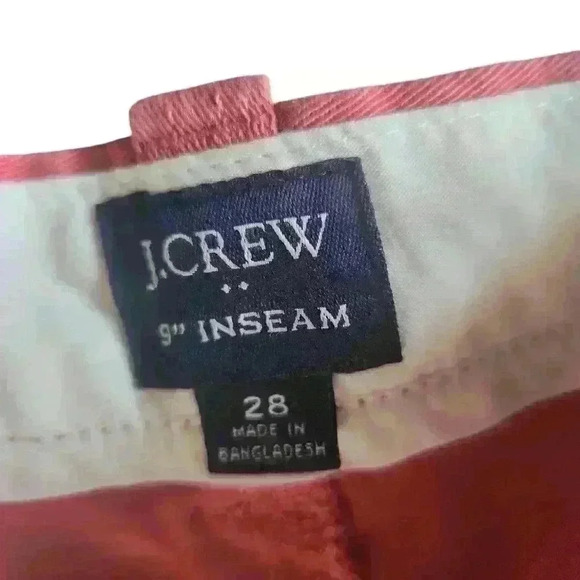 J.CREW
9" INSEAM
28
MADE IN
BANGLADESH